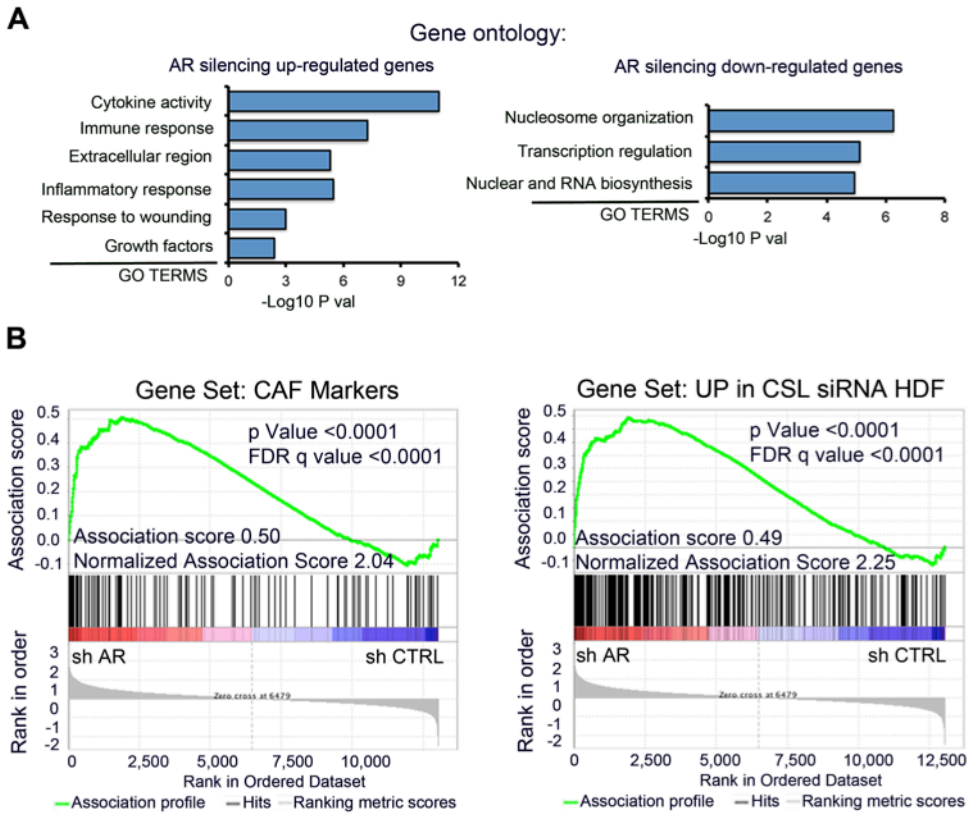 A
Gene ontology:
AR silencing up-regulated genes
Cytokine activity
Immune response
Extracellular region
Inflammatory response
Response to wounding
Growth factors
GO TERMS
0 3 6 9 12
-Log10 P val
AR silencing down-regulated genes
Nucleosome organization
Transcription regulation
Nuclear and RNA biosynthesis
GO TERMS
0 2 4 6 8
-Log10 P val
B
Gene Set: CAF Markers
Association score
0.5
0.4
0.3
0.2
0.1
0.0
-0.1
p Value <0.0001
FDR q value <0.0001
Association score 0.50
Normalized Association Score 2.04
sh AR sh CTRL
Rank in order
3
2
1
0
-1
-2
Zero cross at 6479
0 2,500 5,000 7,500 10,000
Rank in Ordered Dataset
Association profile Hits Ranking metric scores
Gene Set: UP in CSL siRNA HDF
Association score
0.5
0.4
0.3
0.2
0.1
0.0
-0.1
p Value <0.0001
FDR q value <0.0001
Association score 0.49
Normalized Association Score 2.25
sh AR sh CTRL
Rank in order
3
2
1
0
-1
-2
Zero cross at 6479
0 2,500 5,000 7,500 10,000 12,500
Rank in Ordered Dataset
Association profile Hits Ranking metric scores